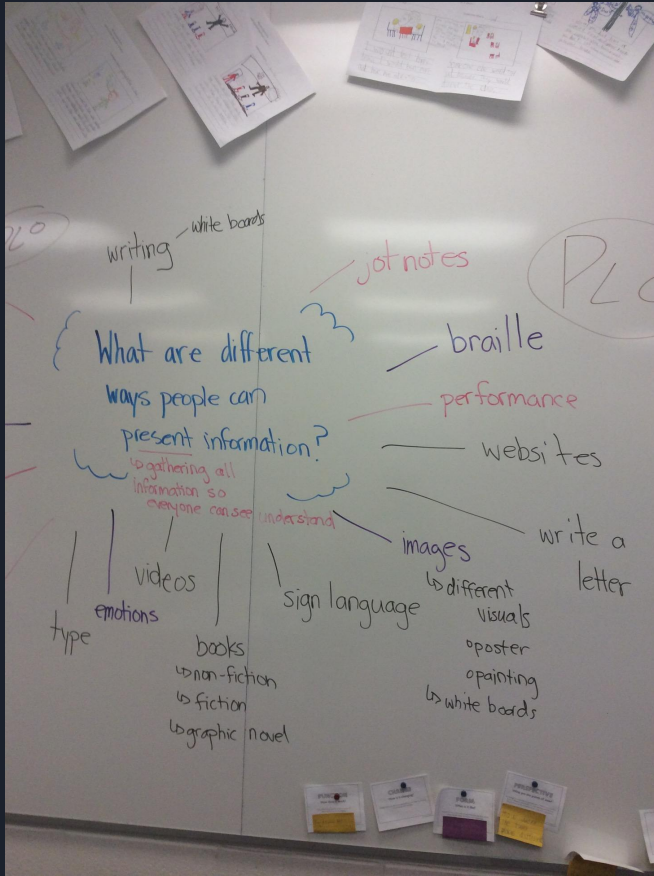 white boards
writing
jot notes
What are different
ways people can
present information?
↳ gathering all
information so
everyone can see understand
braille
performance
websites
write a
letter
images
↳ different
visuals
° poster
° painting
↳ white boards
sign language
videos
emotions
type
books
↳ non-fiction
↳ fiction
↳ graphic novel
PERSPECTIVE